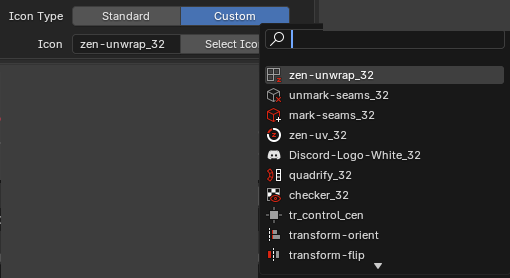 Icon Type Standard Custom
Icon zen-unwrap_32 Select Ico
zen-unwrap_32
unmark-seams_32
mark-seams_32
zen-uv_32
Discord-Logo-White_32
quadrify_32
checker_32
tr_control_cen
transform-orient
transform-flip